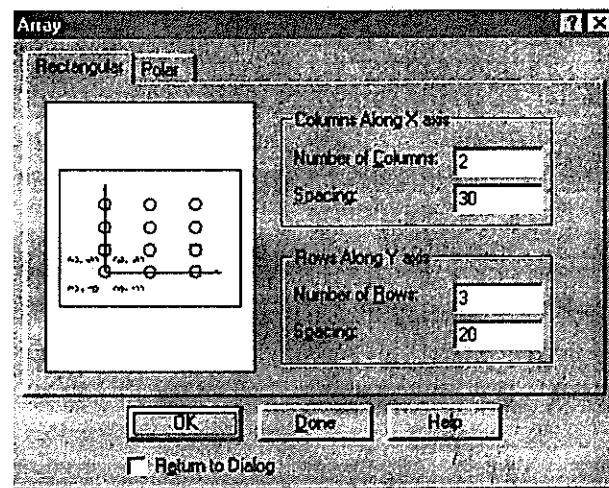 Array
Rectangular Polar
Columns Along X axis
Number of Columns: 2
Spacing: 30
Rows Along Y axis
Number of Rows: 3
Spacing: 20
OK Done Help
Return to Dialog